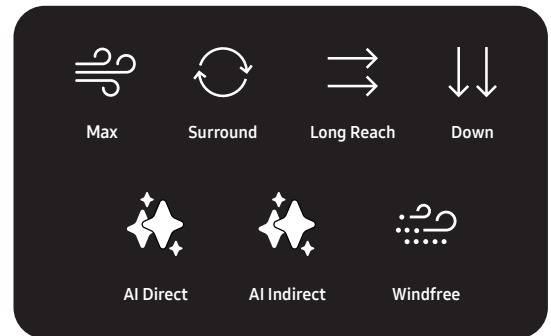 Max
Surround
Long Reach
Down
AI Direct
AI Indirect
Windfree